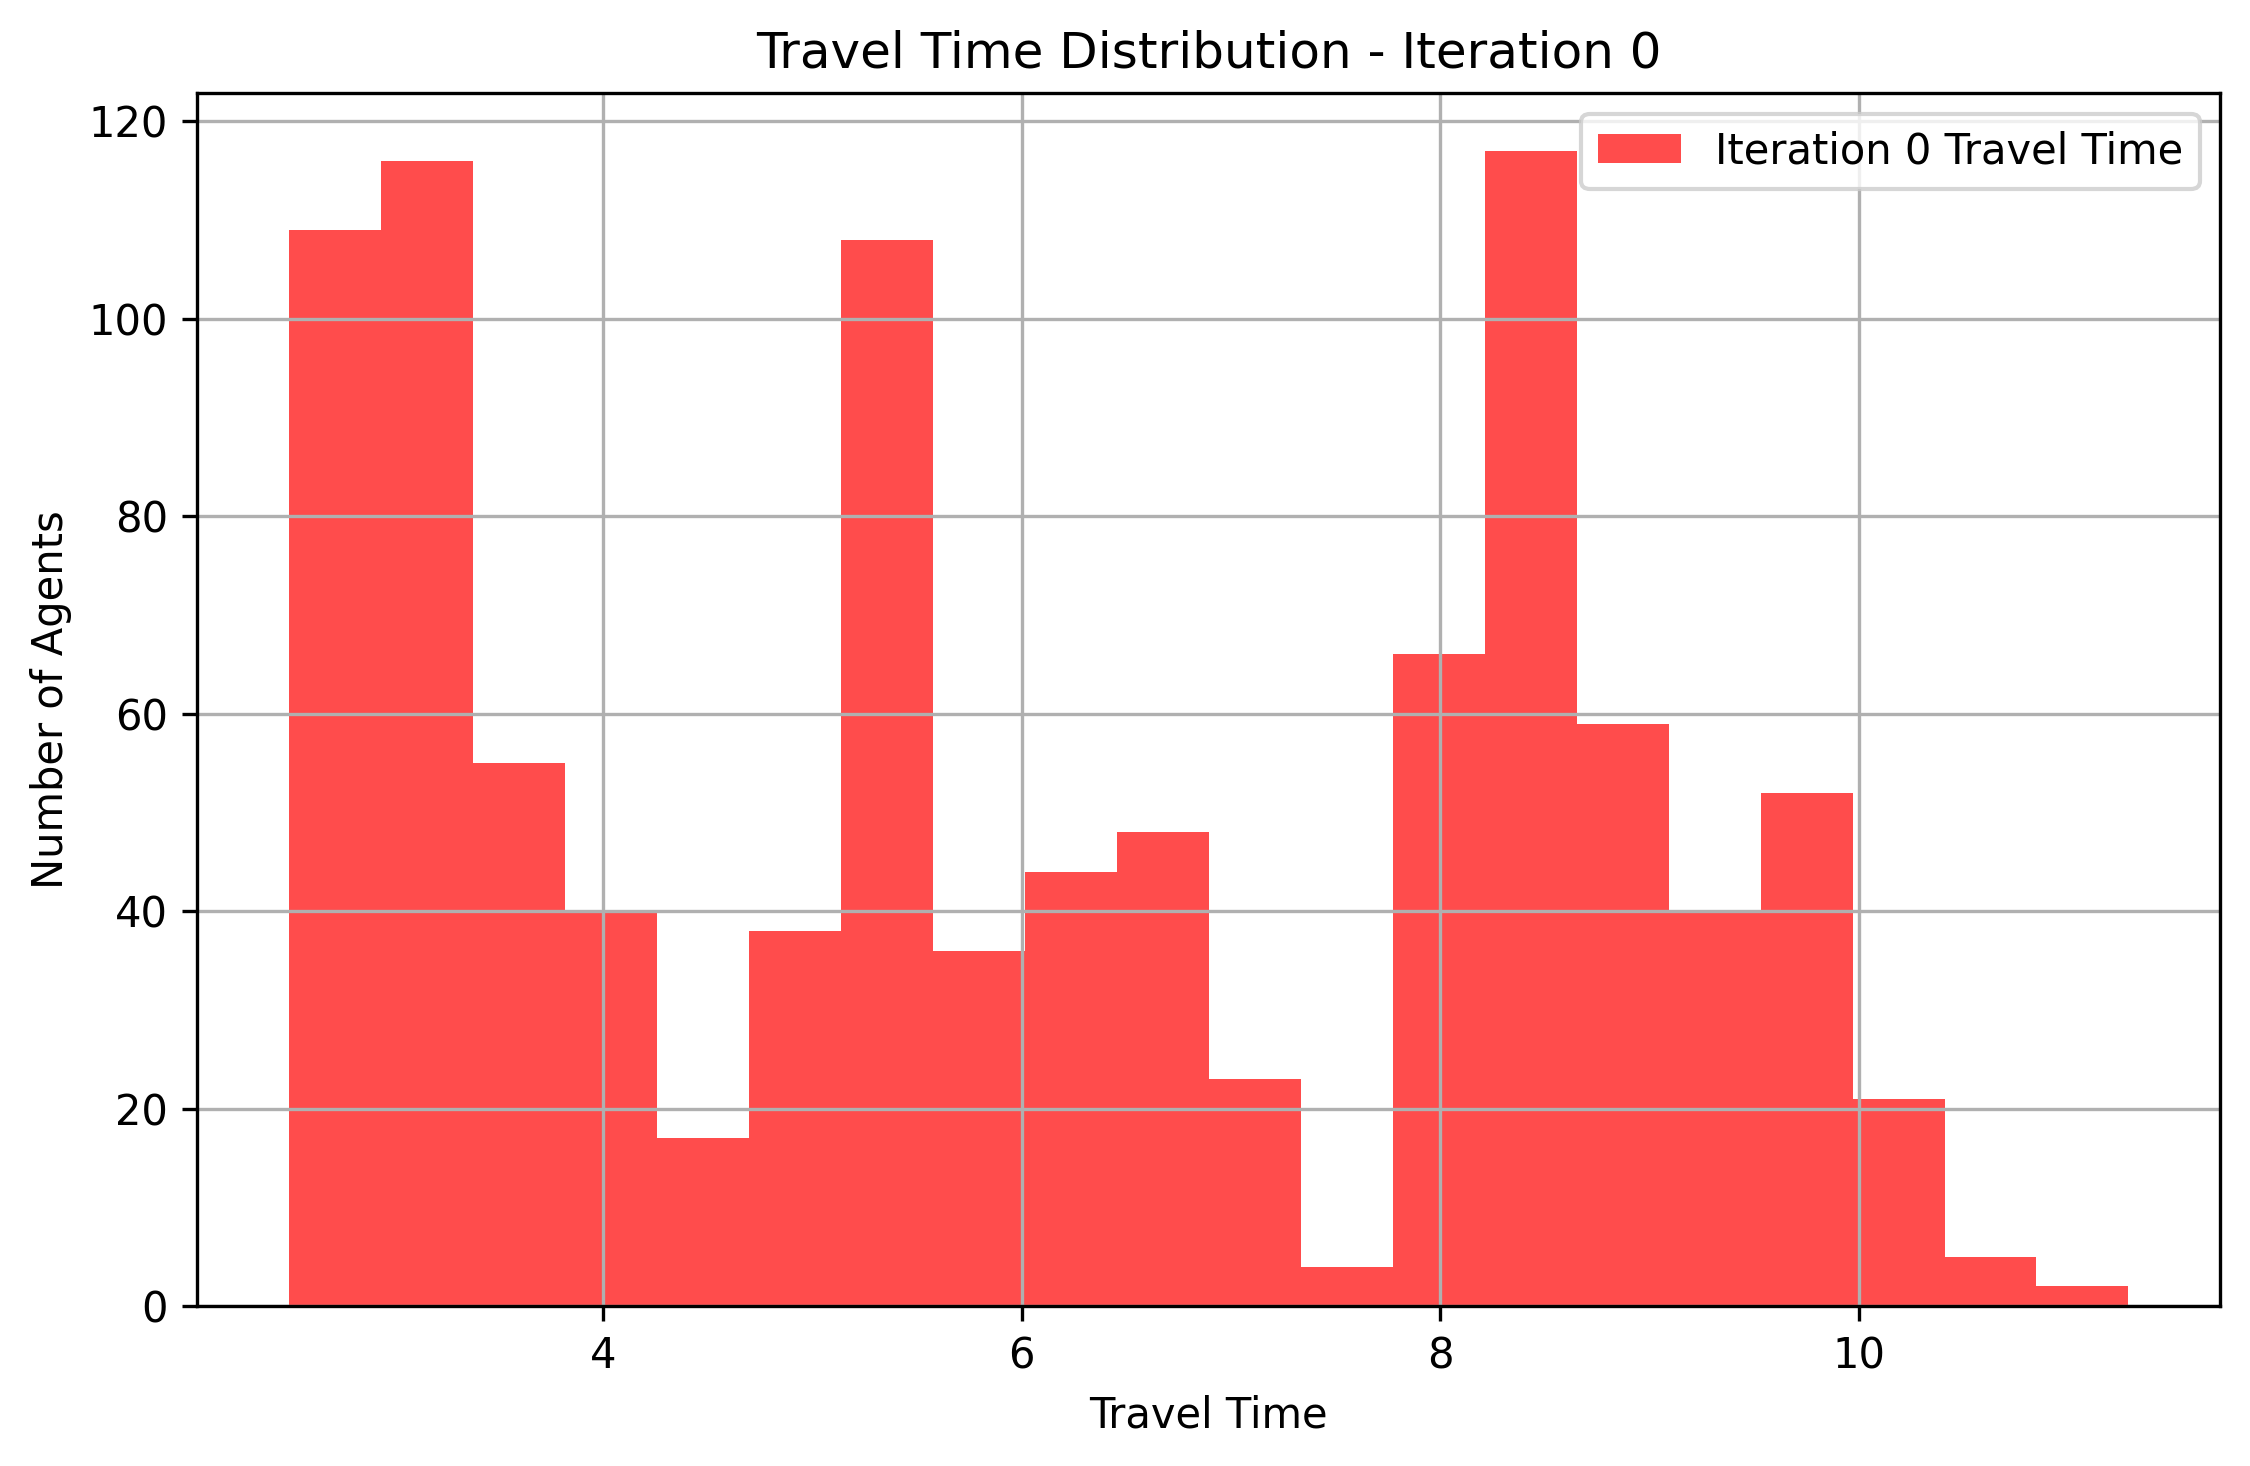 Travel Time Distribution - Iteration 0
Iteration 0 Travel Time
120
100
80
60
40
20
0
Number of Agents
4 6 8 10
Travel Time